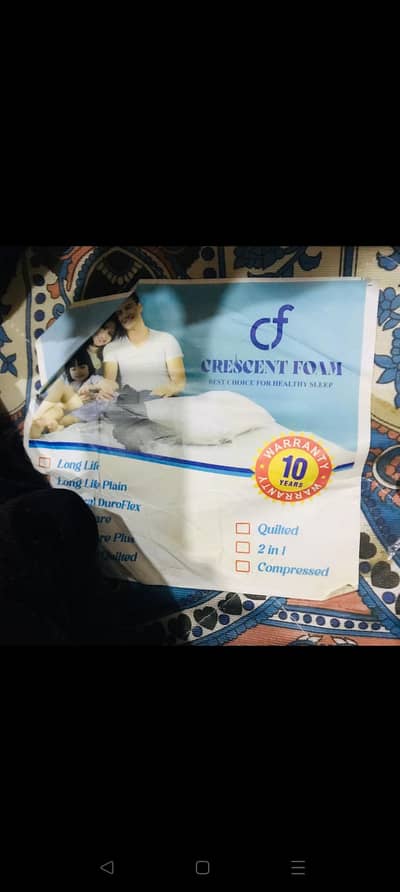 cf
CRESCENT FOAM
BEST CHOICE FOR HEALTHY SLEEP
WARRANTY
10
YEARS
WARRANTY
Long Life
Long Life Plain
DuroFlex
Plus
Quilted
2 in 1
Compressed